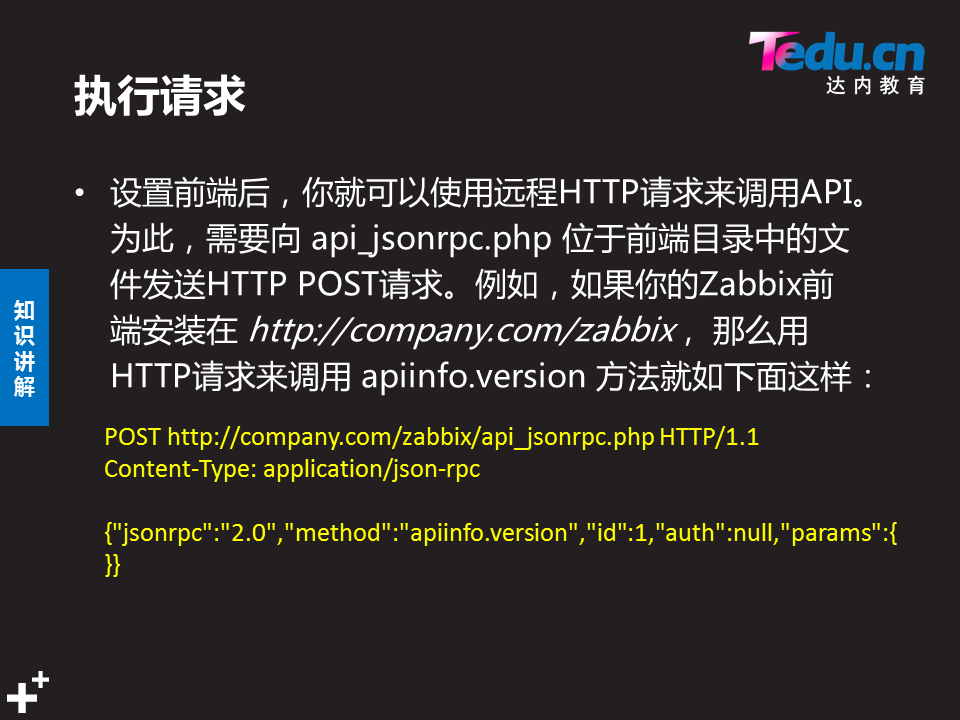 Tedu.cn
达内教育
执行请求
• 设置前端后，你就可以使用远程HTTP请求来调用API。
为此，需要向 api_jsonrpc.php 位于前端目录中的文
件发送HTTP POST请求。例如，如果你的Zabbix前
端安装在 http://company.com/zabbix， 那么用
HTTP请求来调用 apiinfo.version 方法就如下面这样：
知
识
讲
解
POST http://company.com/zabbix/api_jsonrpc.php HTTP/1.1
Content-Type: application/json-rpc
{"jsonrpc":"2.0","method":"apiinfo.version","id":1,"auth":null,"params":{
}}